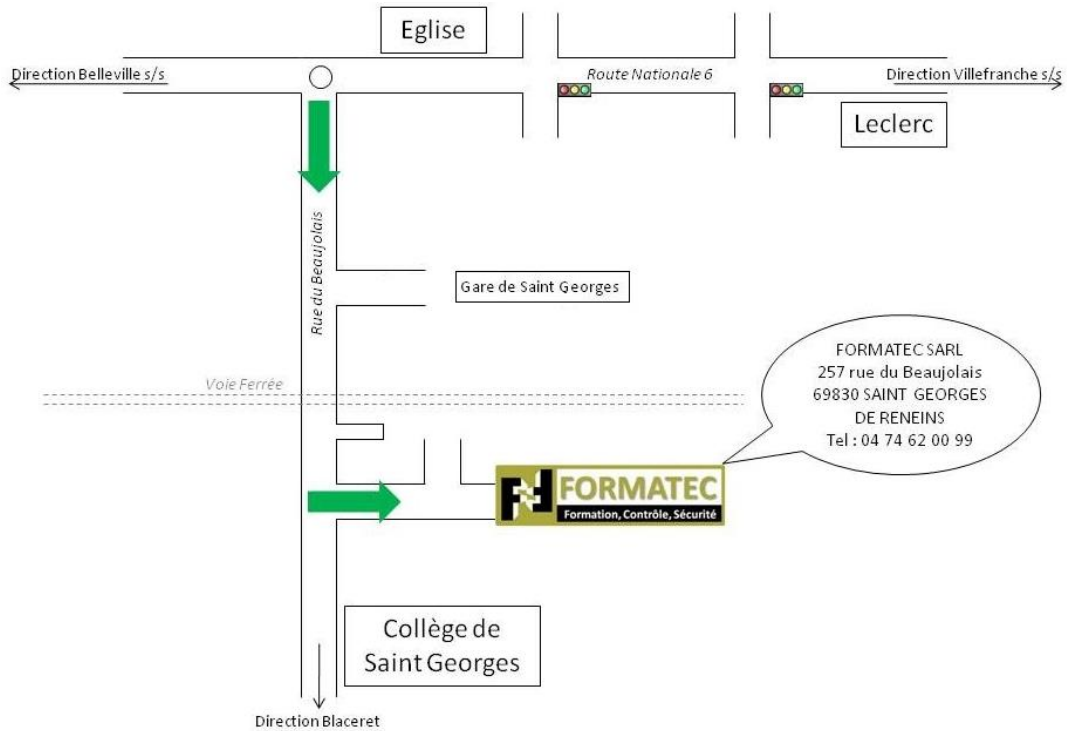 Eglise
Direction Belleville s/s
Route Nationale 6
Direction Villefranche s/s
Leclerc
Rue du Beaujolais
Gare de Saint Georges
Voie Ferrée
FORMATEC SARL
257 rue du Beaujolais
69830 SAINT GEORGES
DE RENEINS
Tel : 04 74 62 00 99
FORMATEC
Formation, Contrôle, Sécurité
Collège de
Saint Georges
Direction Blaceret